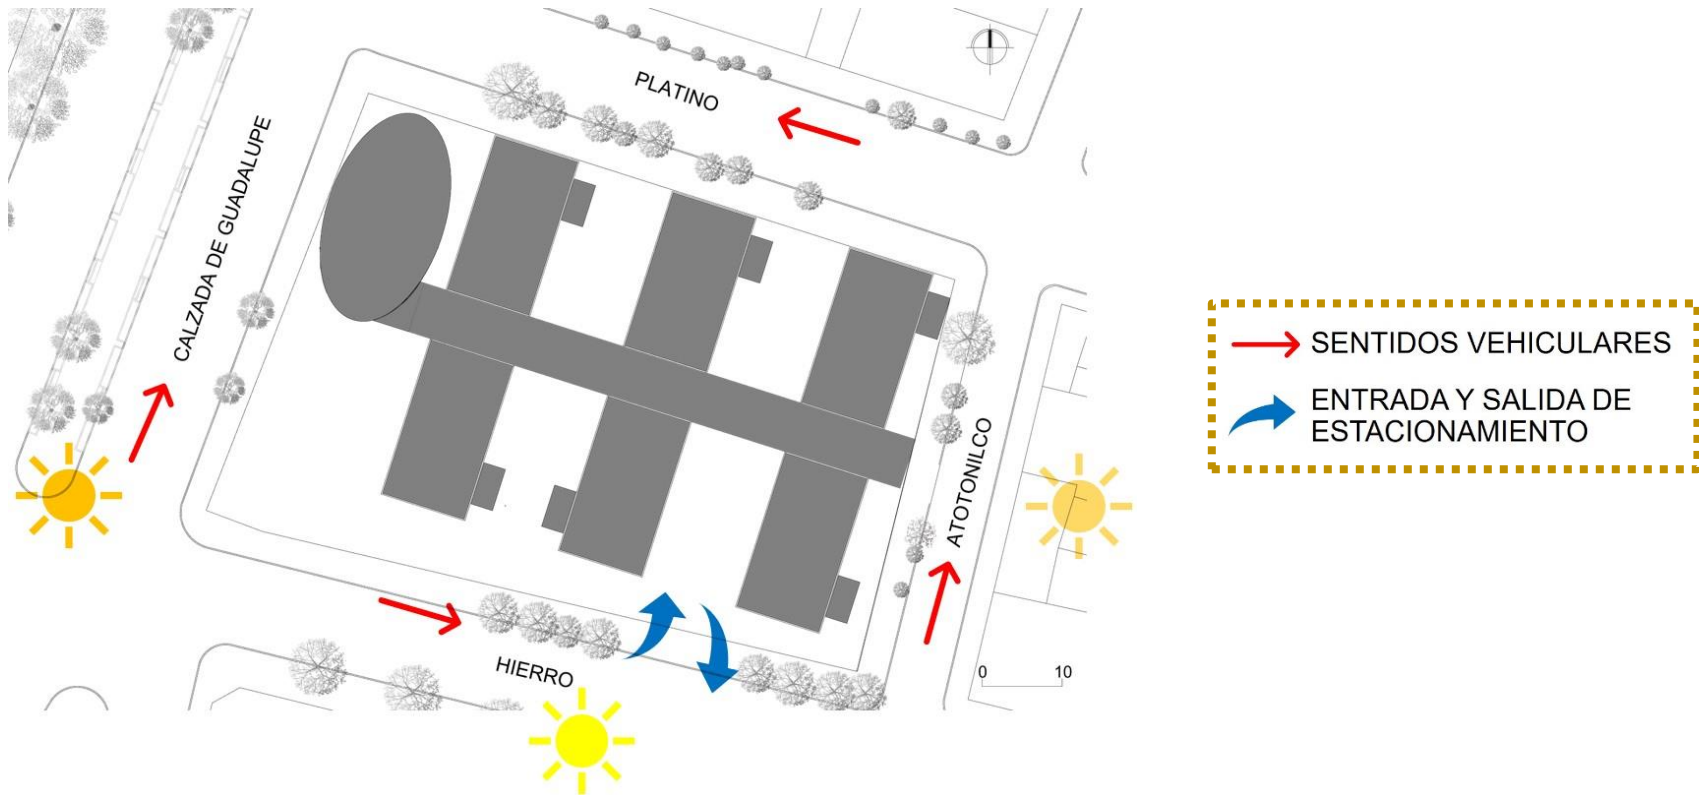 PLATINO
CALZADA DE GUADALUPE
SENTIDOS VEHICULARES
ENTRADA Y SALIDA DE
ESTACIONAMIENTO
ATOTONILCO
HIERRO
0 10